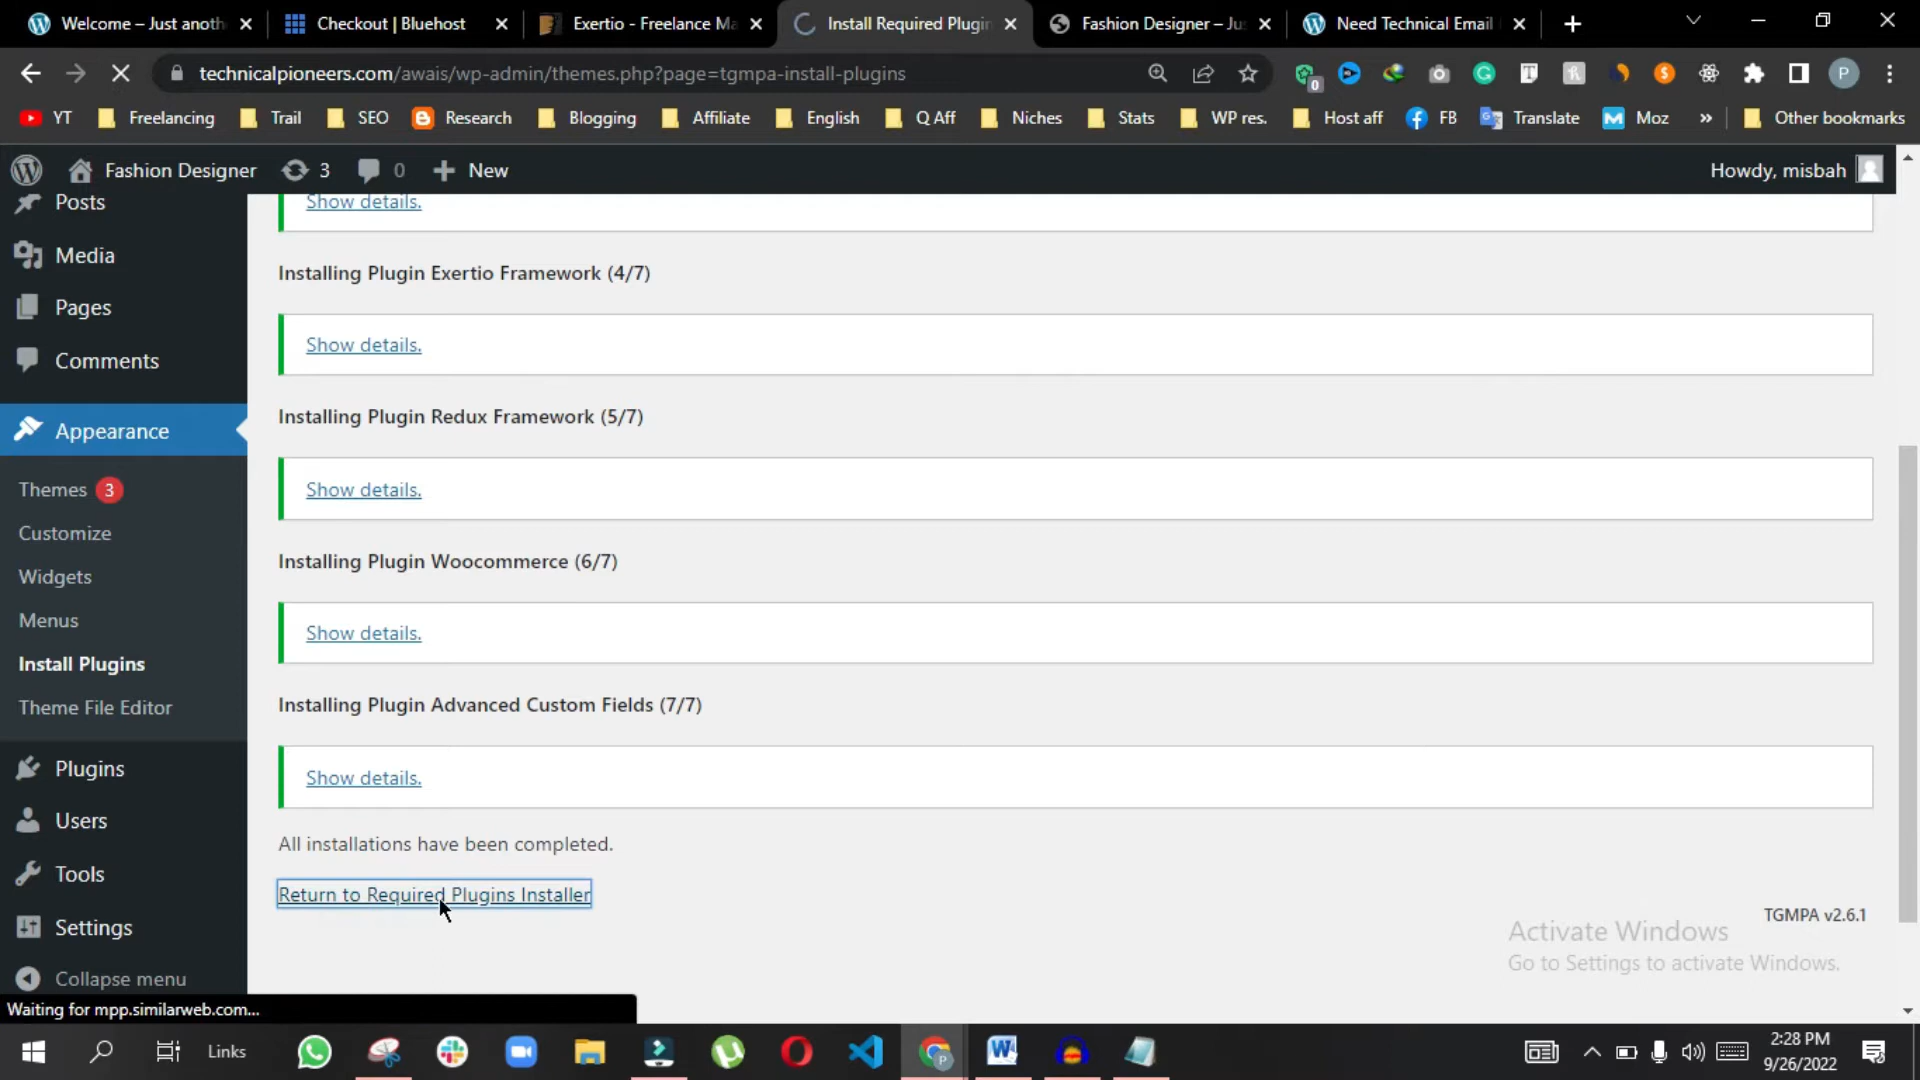 Welcome – Just anoth
Checkout | Bluehost
Exertio - Freelance Ma
Install Required Plugin
Fashion Designer – Jus
Need Technical Email
technicalpioneers.com/awais/wp-admin/themes.php?page=tgmpa-install-plugins
0
P
YT
Freelancing
Trail
SEO
Research
Blogging
Affiliate
English
Q Aff
Niches
Stats
WP res.
Host aff
FB
Translate
Moz
»
Other bookmarks
Fashion Designer
3
0
New
Howdy, misbah
Posts
Media
Pages
Comments
Appearance
Themes 3
Customize
Widgets
Menus
Install Plugins
Theme File Editor
Plugins
Users
Tools
Settings
Collapse menu
Show details.
Installing Plugin Exertio Framework (4/7)
Show details.
Installing Plugin Redux Framework (5/7)
Show details.
Installing Plugin Woocommerce (6/7)
Show details.
Installing Plugin Advanced Custom Fields (7/7)
Show details.
All installations have been completed.
Return to Required Plugins Installer
TGMPA v2.6.1
Activate Windows
Go to Settings to activate Windows.
Waiting for mpp.similarweb.com...
Links
2:28 PM
9/26/2022